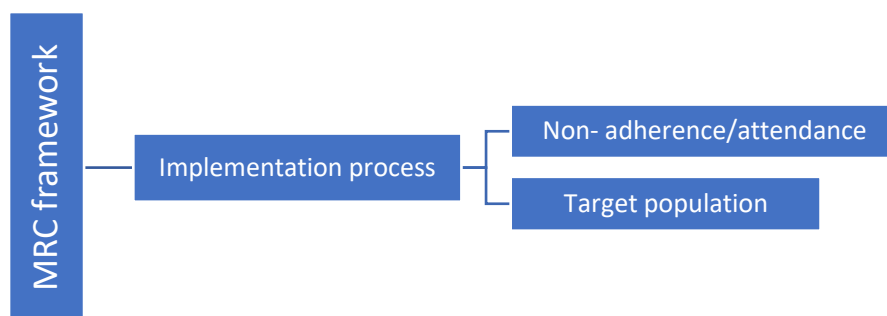 MRC framework
Implementation process
Non- adherence/attendance
Target population